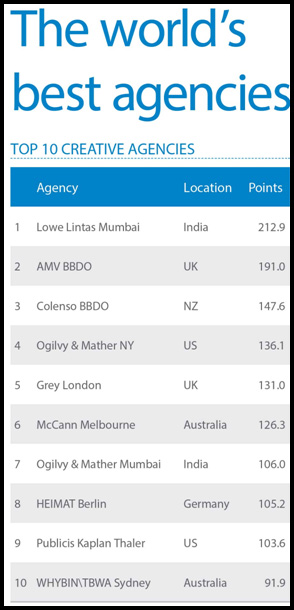 The world's
best agencies
TOP 10 CREATIVE AGENCIES
Agency Location Points
1 Lowe Lintas Mumbai India 212.9
2 AMV BBDO UK 191.0
3 Colenso BBDO NZ 147.6
4 Ogilvy & Mather NY US 136.1
5 Grey London UK 131.0
6 McCann Melbourne Australia 126.3
7 Ogilvy & Mather Mumbai India 106.0
8 HEIMAT Berlin Germany 105.2
9 Publicis Kaplan Thaler US 103.6
10 WHYBIN\TBWA Sydney Australia 91.9